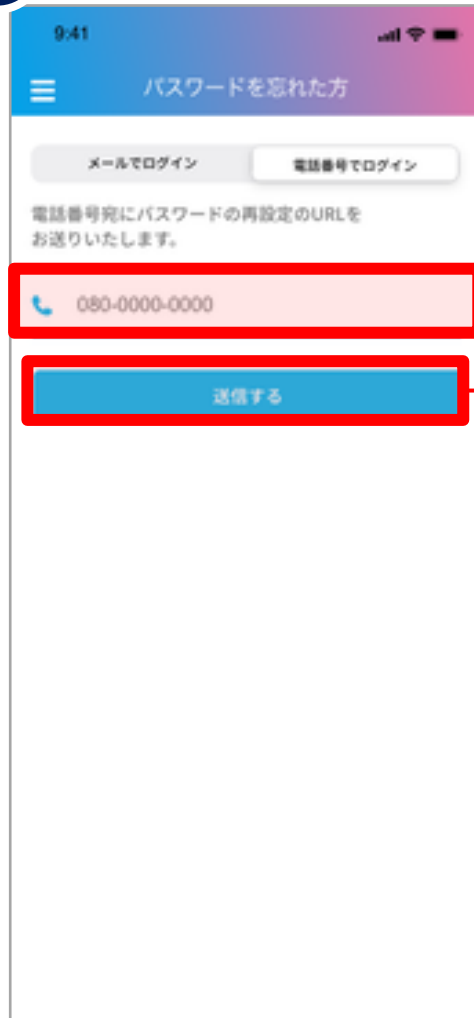 9:41
パスワードを忘れた方
メールでログイン
電話番号でログイン
電話番号宛にパスワードの再設定のURLを
お送りいたします。
080-0000-0000
送信する